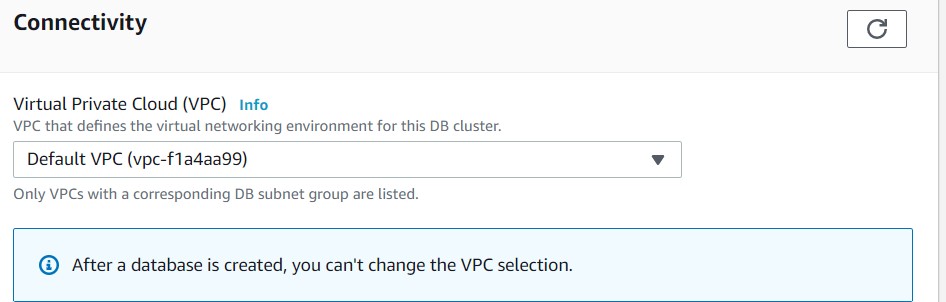 Connectivity
Virtual Private Cloud (VPC) Info
VPC that defines the virtual networking environment for this DB cluster.
Default VPC (vpc-f1a4aa99)
Only VPCs with a corresponding DB subnet group are listed.
After a database is created, you can't change the VPC selection.